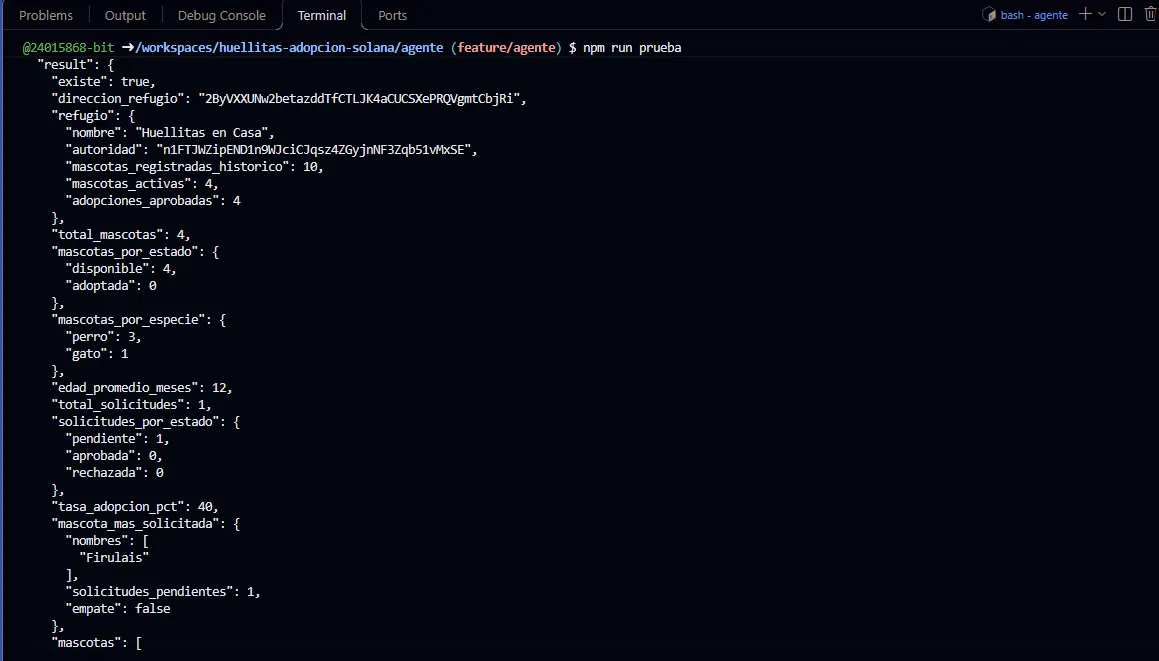 Problems Output Debug Console Terminal Ports bash - agente
@24015868-bit ➜/workspaces/huellitas-adopcion-solana/agente (feature/agente) $ npm run prueba
"result": {
"existe": true,
"direccion_refugio": "2ByVXXUNw2betazddTfCTLJK4aCUCSXePRQVgmtCbjRi",
"refugio": {
"nombre": "Huellitas en Casa",
"autoridad": "n1FTJWZipEND1n9WJciCJqsz4ZGyjnNF3Zqb51vMxSE",
"mascotas_registradas_historico": 10,
"mascotas_activas": 4,
"adopciones_aprobadas": 4
},
"total_mascotas": 4,
"mascotas_por_estado": {
"disponible": 4,
"adoptada": 0
},
"mascotas_por_especie": {
"perro": 3,
"gato": 1
},
"edad_promedio_meses": 12,
"total_solicitudes": 1,
"solicitudes_por_estado": {
"pendiente": 1,
"aprobada": 0,
"rechazada": 0
},
"tasa_adopcion_pct": 40,
"mascota_mas_solicitada": {
"nombres": [
"Firulais"
],
"solicitudes_pendientes": 1,
"empate": false
},
"mascotas": [